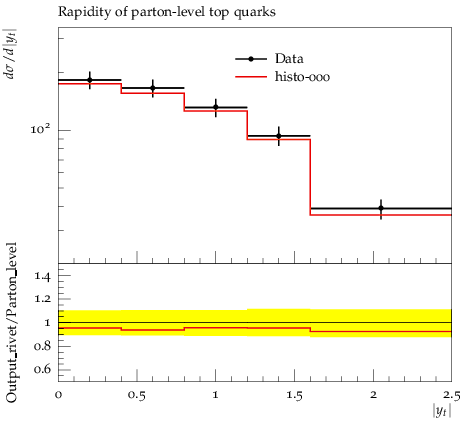 Rapidity of parton-level top quarks
dσ/d|y_t|
Data
histo-ooo
10²
Output_rivet/Parton_level
1.4
1.2
1
0.8
0.6
0 0.5 1 1.5 2 2.5
|y_t|